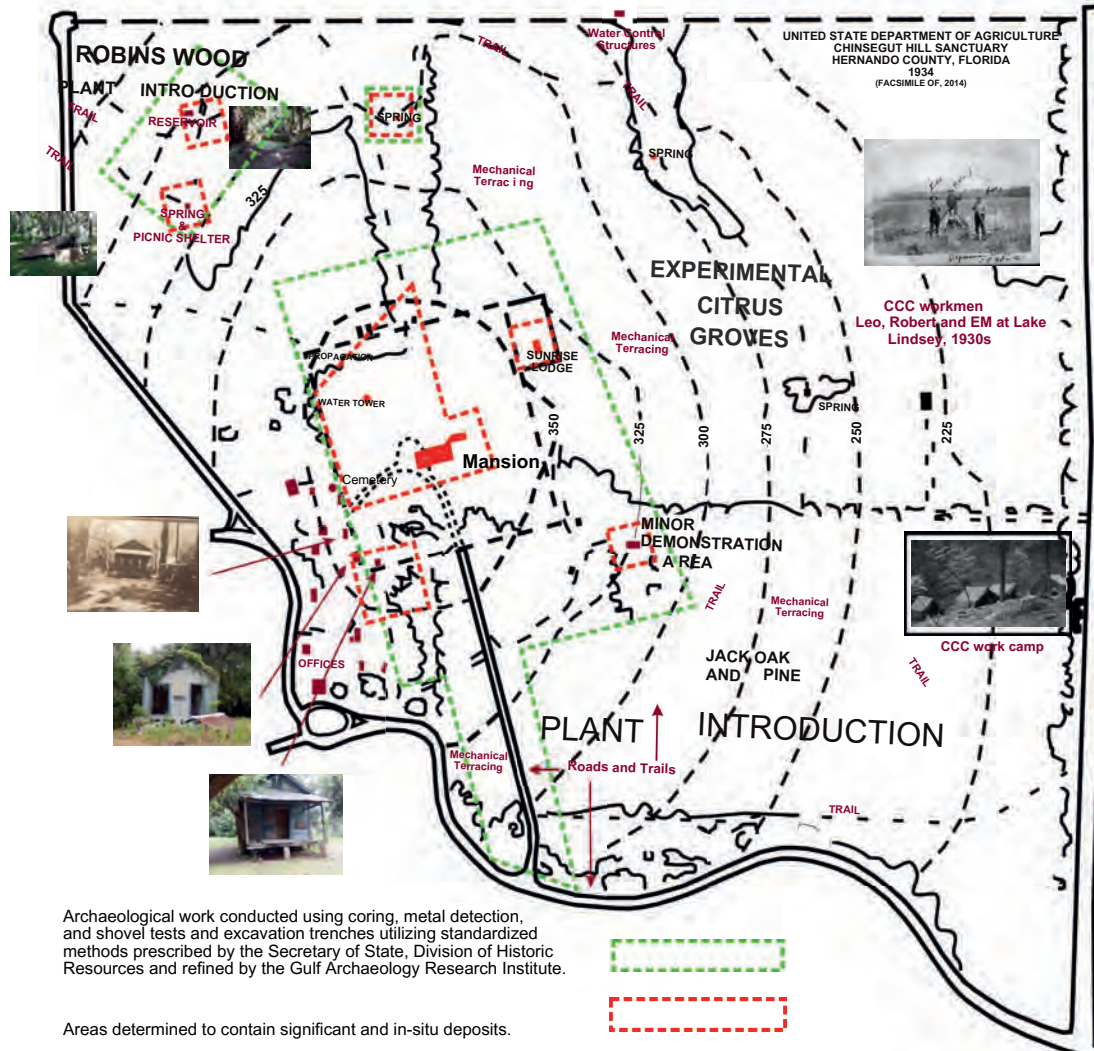 UNITED STATE DEPARTMENT OF AGRICULTURE
CHINSEGUT HILL SANCTUARY
HERNANDO COUNTY, FLORIDA
1934
(FACSIMILE OF, 2014)
ROBINS WOOD
PLANT INTRO DUCTION
TRAIL
TRAIL
RESERVOIR
SPRING
&
PICNIC SHELTER
325
SPRING
TRAIL
Water Control
Structures
TRAIL
SPRING
Mechanical
Terrac i ng
EXPERIMENTAL
CITRUS
GROVES
Mechanical
Terracing
CCC workmen
Leo, Robert and EM at Lake
Lindsey, 1930s
PROPAGATION
WATER TOWER
SUNRISE
LODGE
SPRING
350
325
300
275
250
225
Mansion
Cemetery
MINOR
DEMONSTRATION
A REA
TRAIL
Mechanical
Terracing
CCC work camp
TRAIL
OFFICES
JACK OAK
AND PINE
PLANT INTRODUCTION
Mechanical
Terracing
Roads and Trails
TRAIL
Archaeological work conducted using coring, metal detection,
and shovel tests and excavation trenches utilizing standardized
methods prescribed by the Secretary of State, Division of Historic
Resources and refined by the Gulf Archaeology Research Institute.
Areas determined to contain significant and in-situ deposits.